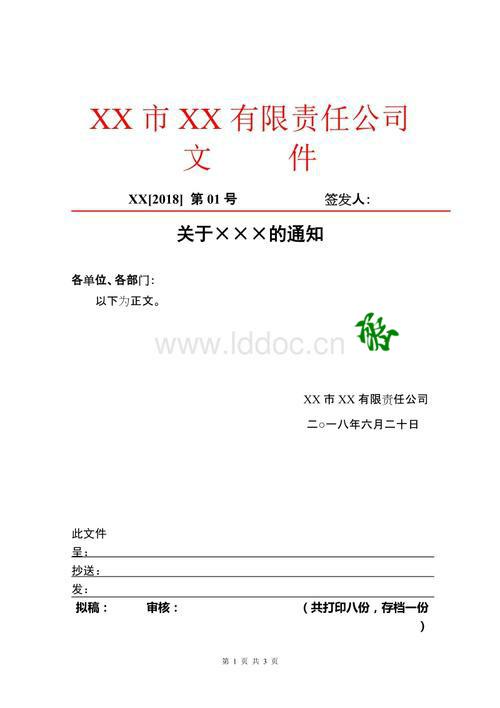 XX 市 XX 有限责任公司
文 件
XX[2018] 第 01 号 签发人：
关于×××的通知
各单位、各部门：
以下为正文。
www.lddoc.cn
XX 市 XX 有限责任公司
二○一八年六月二十日
此文件
呈：
抄送：
发：
拟稿： 审核： （共打印八份，存档一份
）
第 1 页 共 3 页